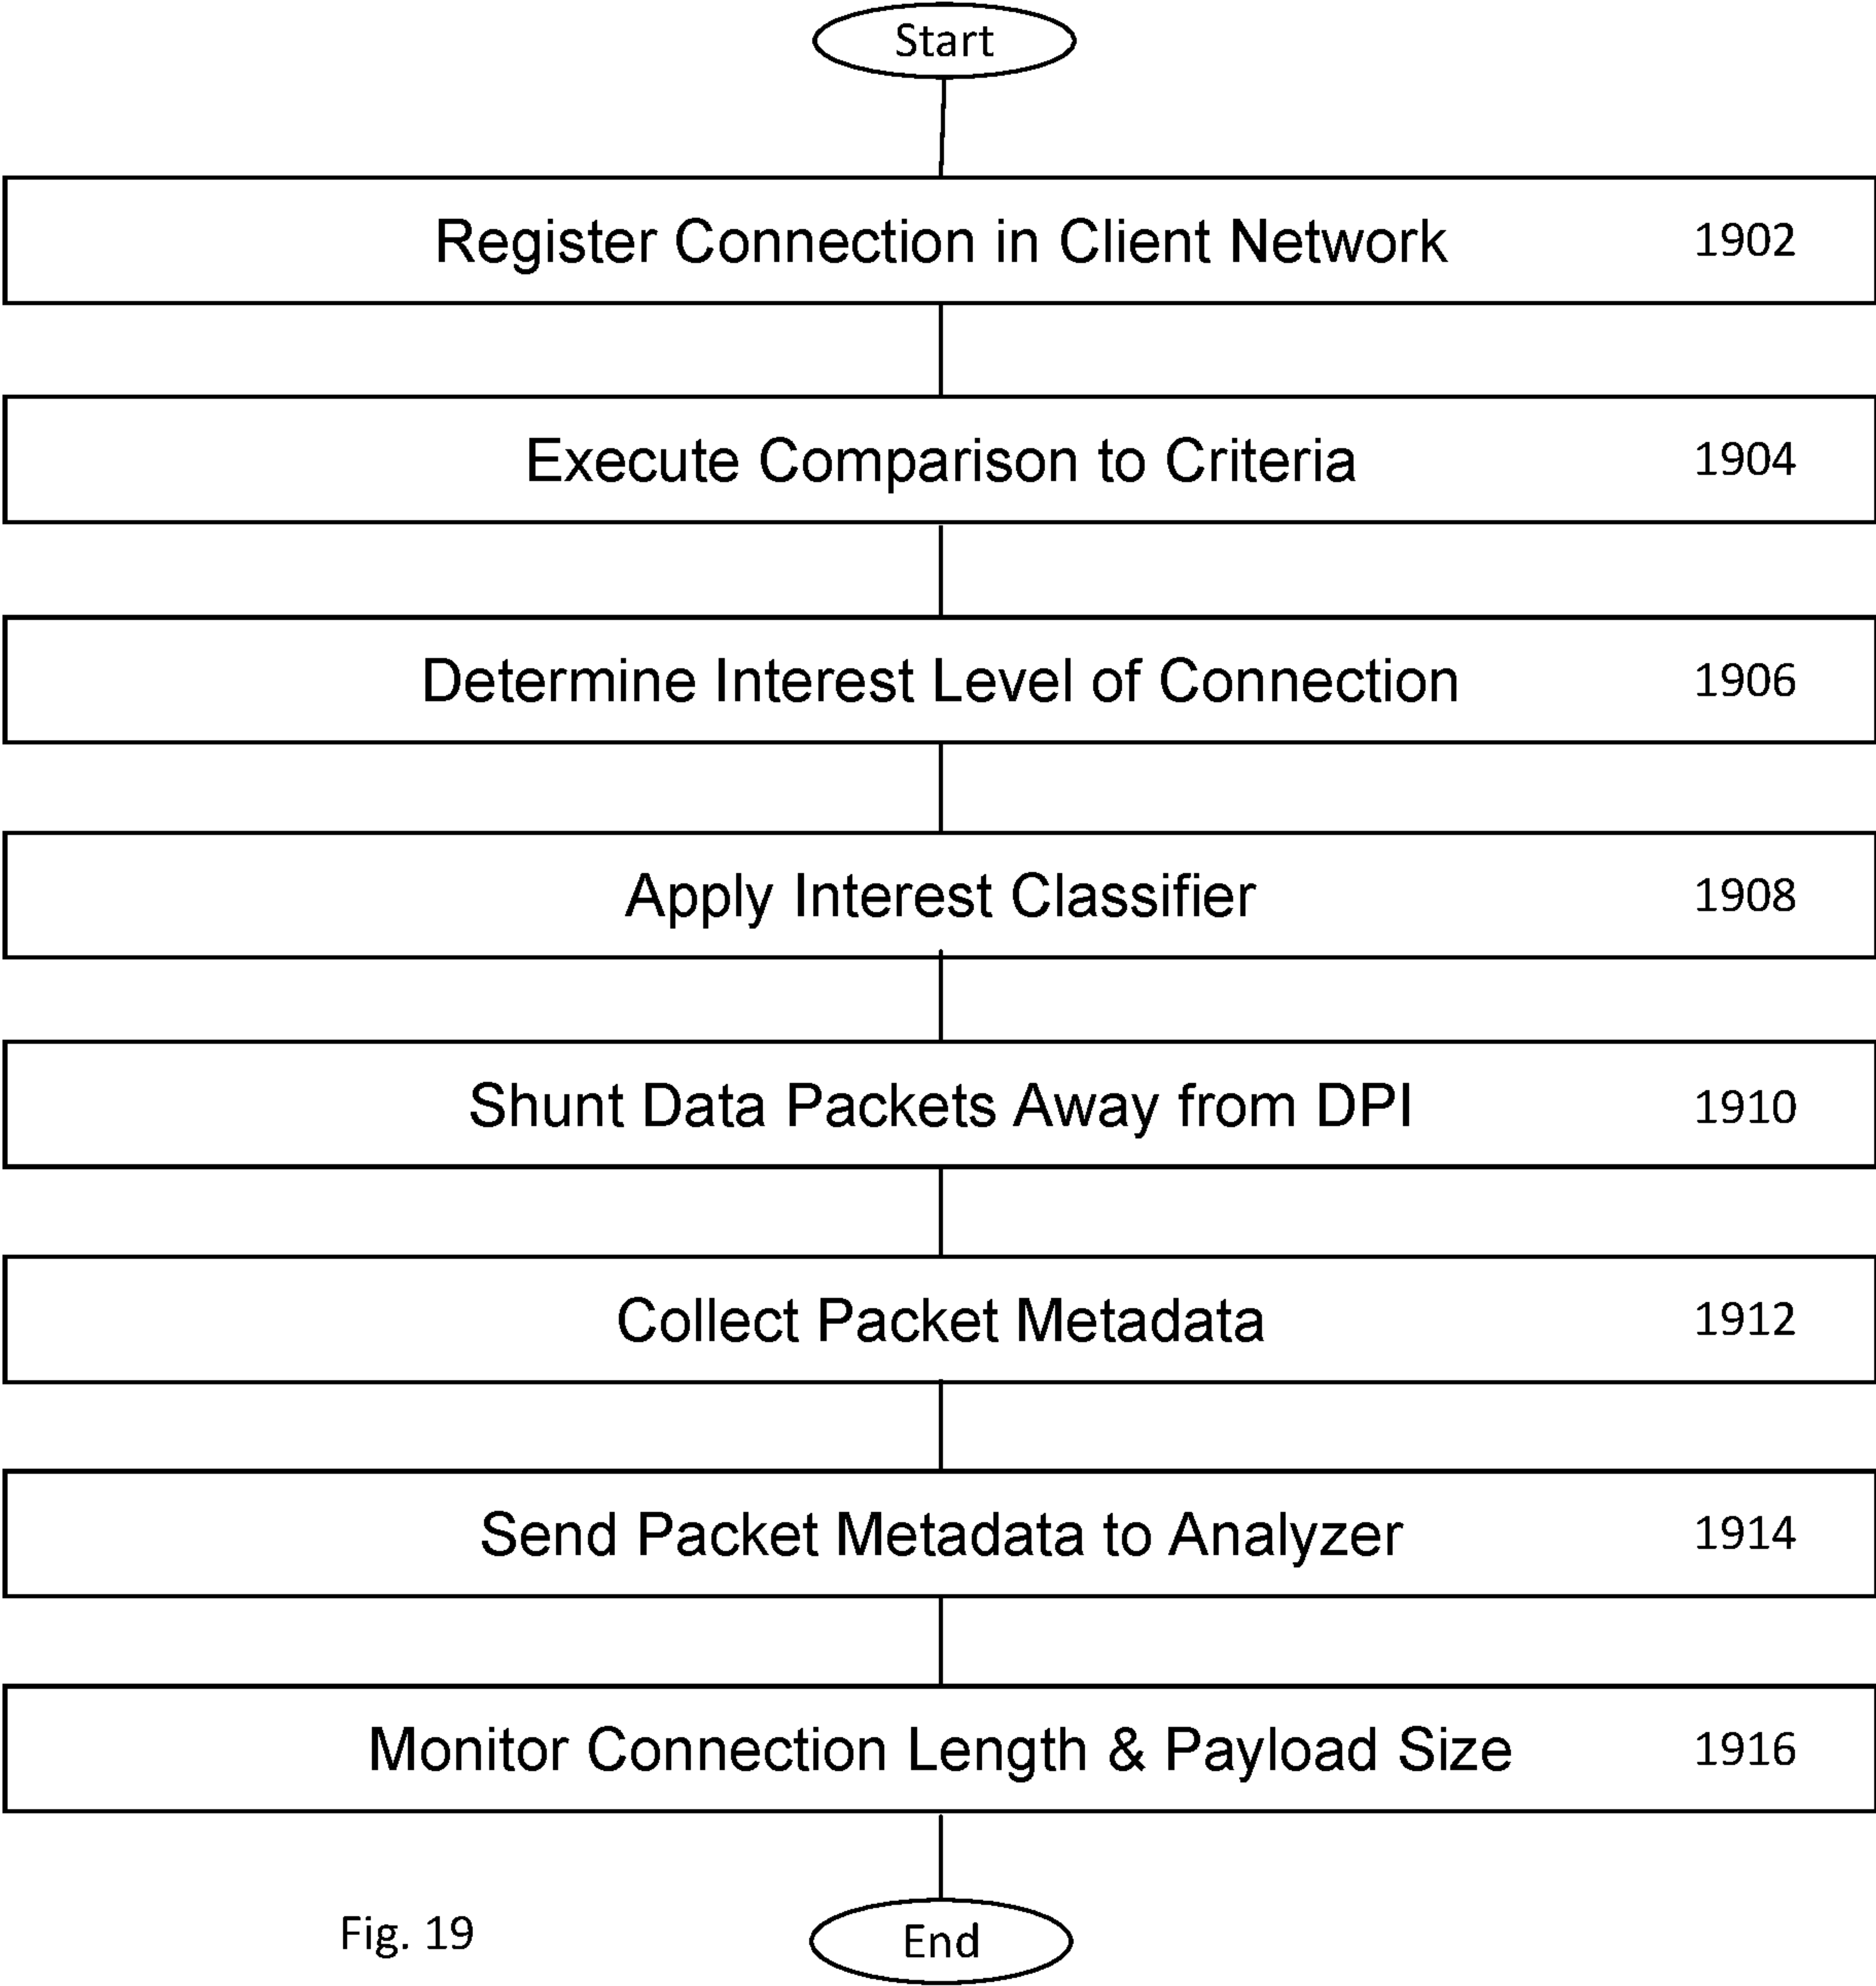 Start
Register Connection in Client Network 1902
Execute Comparison to Criteria 1904
Determine Interest Level of Connection 1906
Apply Interest Classifier 1908
Shunt Data Packets Away from DPI 1910
Collect Packet Metadata 1912
Send Packet Metadata to Analyzer 1914
Monitor Connection Length & Payload Size 1916
Fig. 19 End